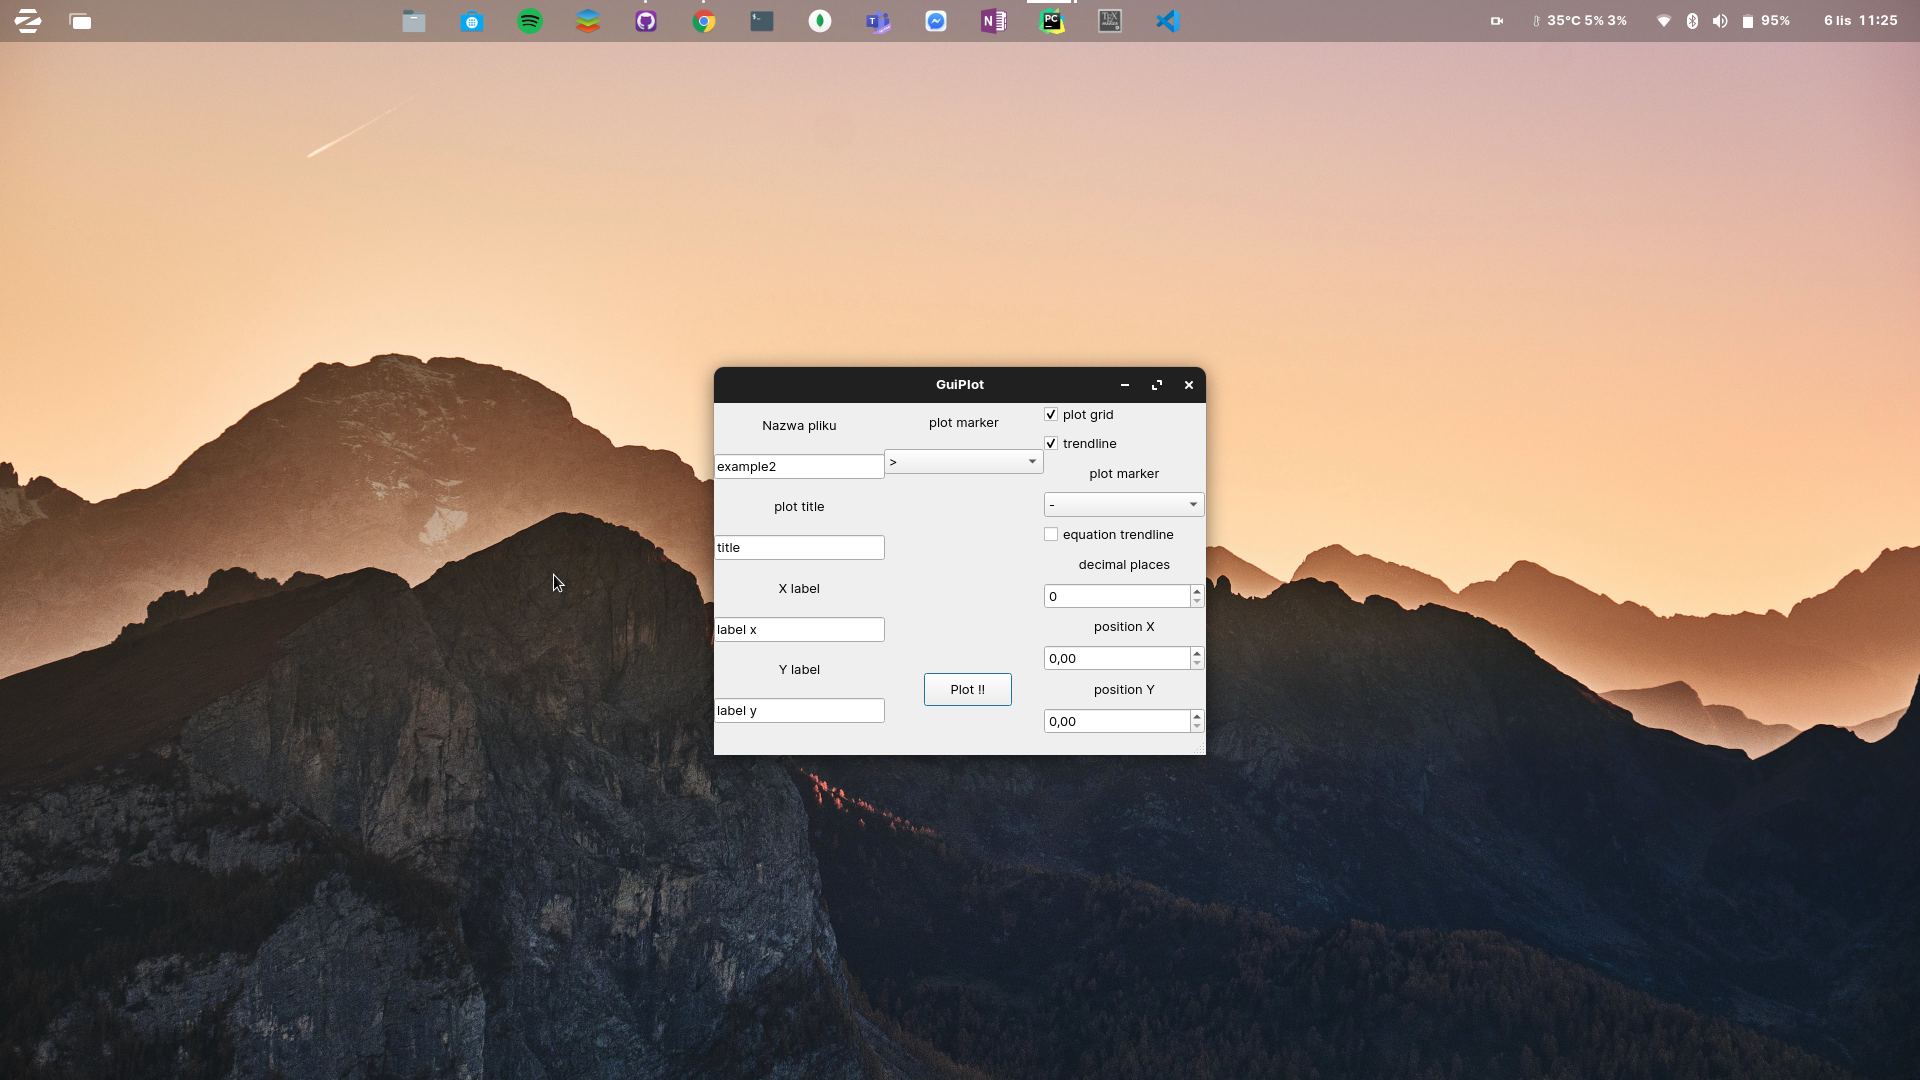 35°C 5% 3%
95%
6 lis 11:25
GuiPlot
Nazwa pliku
example2
plot title
title
X label
label x
Y label
label y
plot marker
>
Plot !!
plot grid
trendline
plot marker
-
equation trendline
decimal places
0
position X
0,00
position Y
0,00